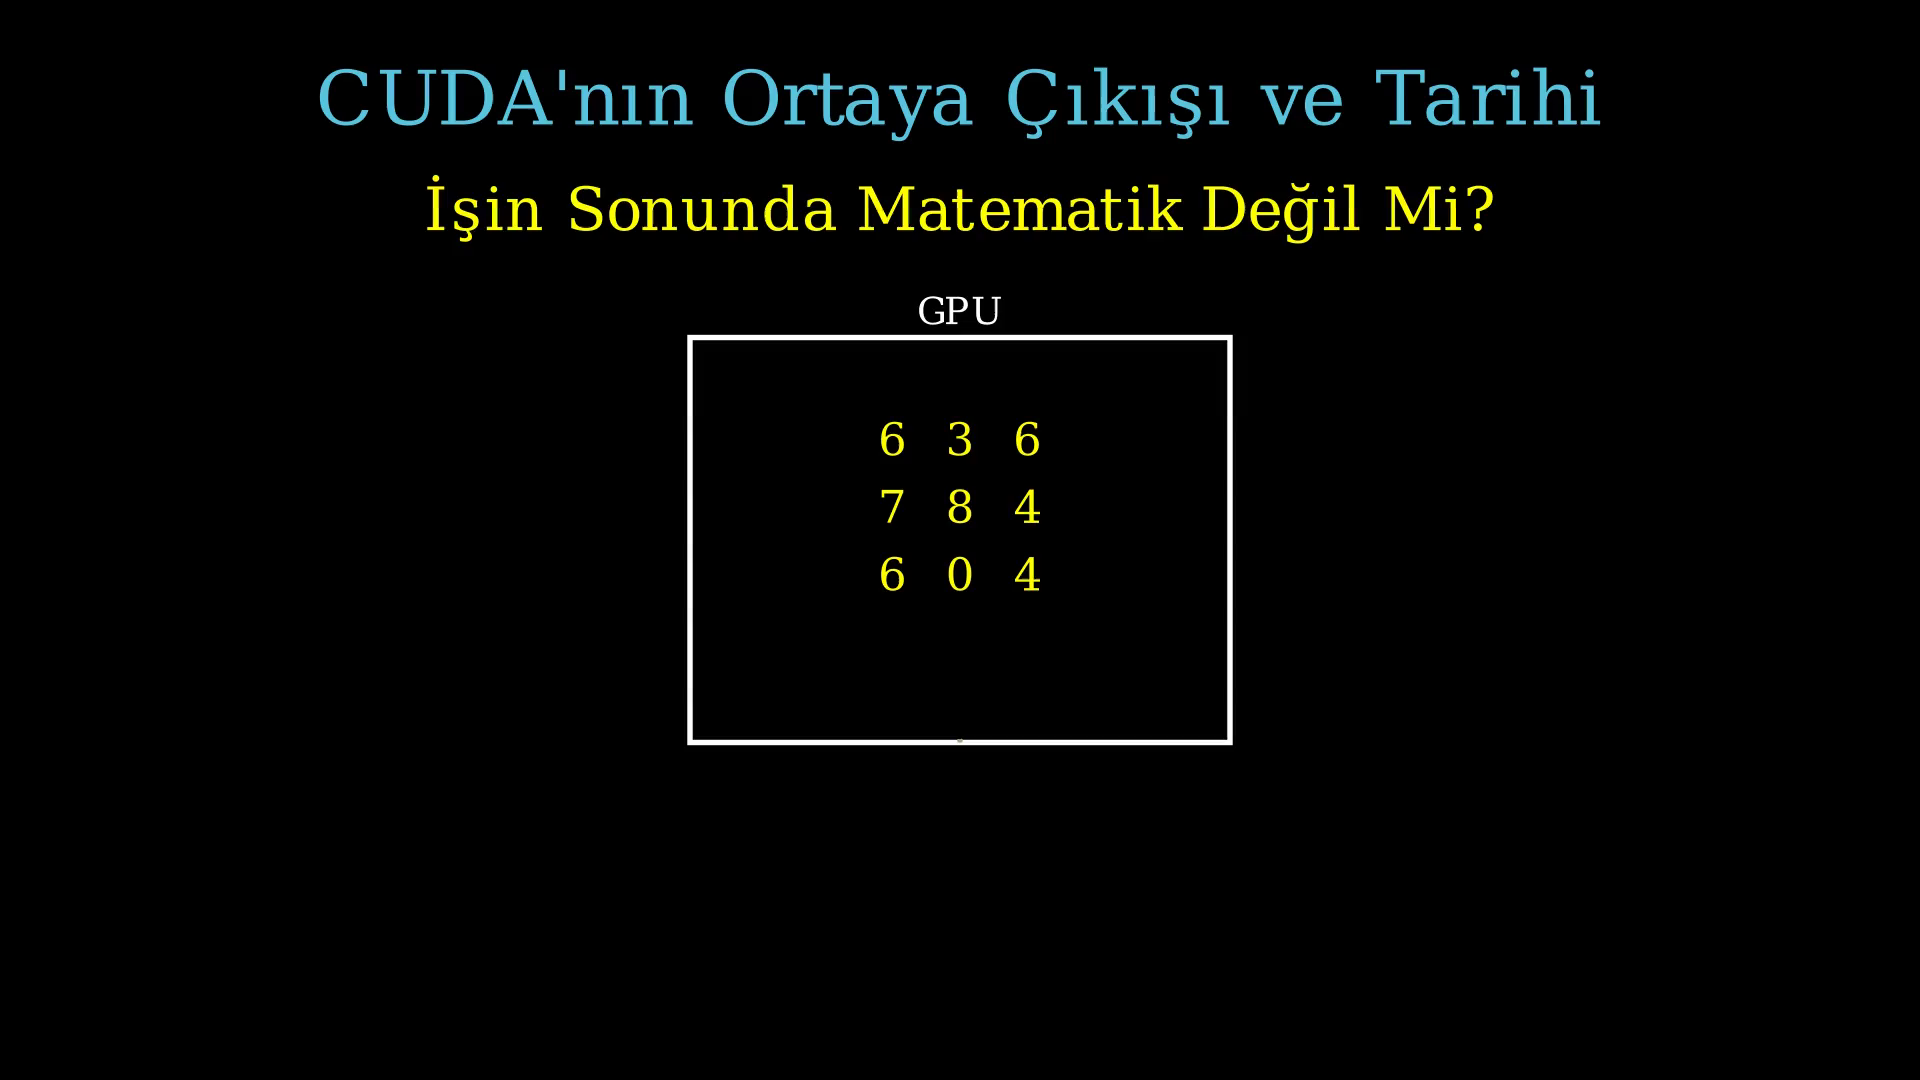 CUDA'nın Ortaya Çıkışı ve Tarihi
İşin Sonunda Matematik Değil Mi?
GPU
6 3 6
7 8 4
6 0 4